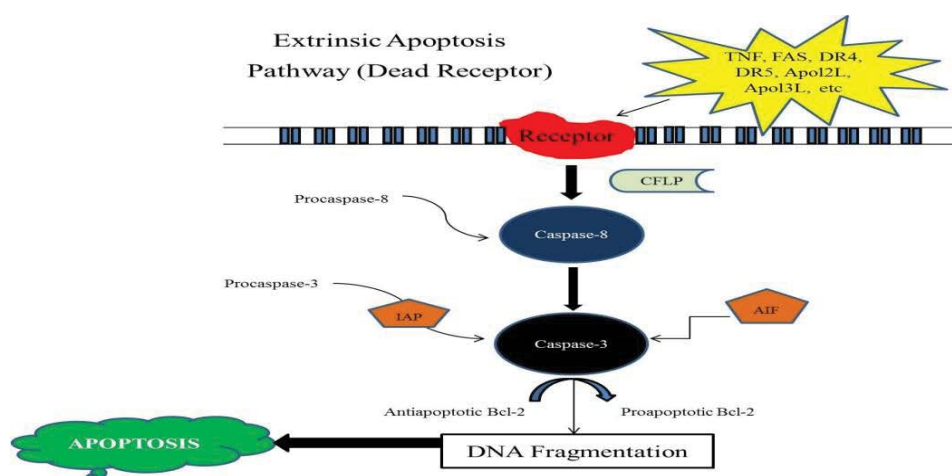 Extrinsic Apoptosis
Pathway (Dead Receptor)
TNF, FAS, DR4,
DR5, Apol2L,
Apol3L, etc
Receptor
CFLP
Procaspase-8
Caspase-8
Procaspase-3
IAP
AIF
Caspase-3
Antiapoptotic Bcl-2
Proapoptotic Bcl-2
APOPTOSIS
DNA Fragmentation